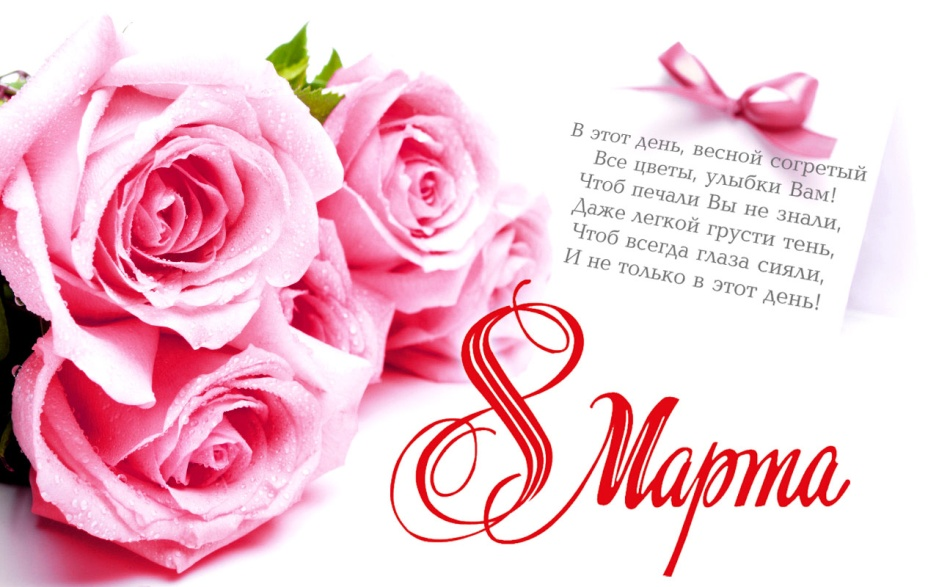 В этот день, весной согретый
Все цветы, улыбки Вам!
Чтоб печали Вы не знали,
Даже легкой грусти тень,
Чтоб всегда глаза сияли,
И не только в этот день!
8 Марта